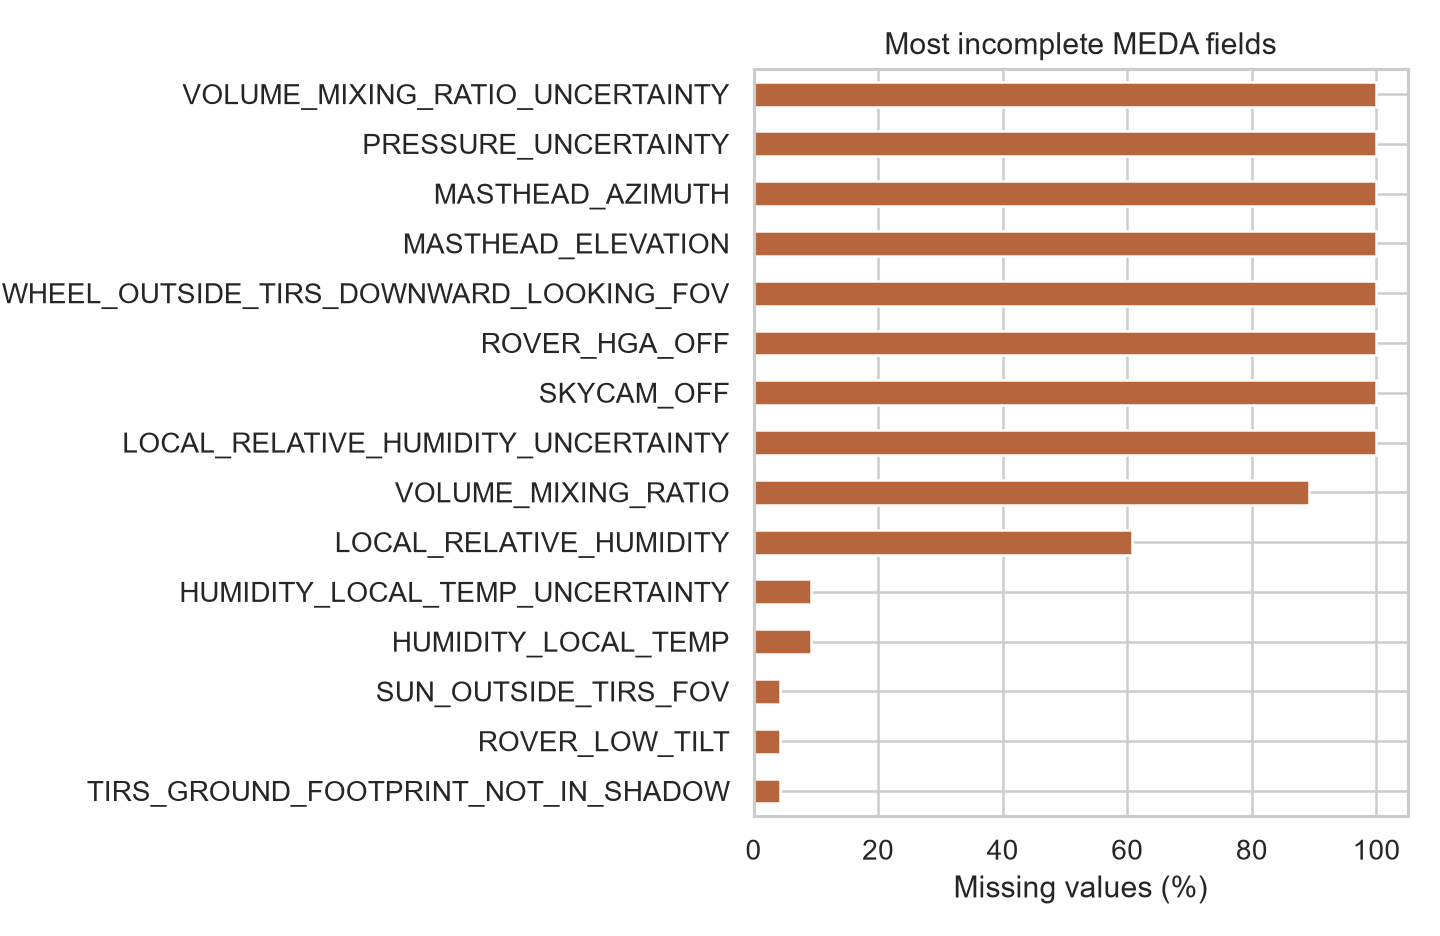 Most incomplete MEDA fields
VOLUME_MIXING_RATIO_UNCERTAINTY
PRESSURE_UNCERTAINTY
MASTHEAD_AZIMUTH
MASTHEAD_ELEVATION
WHEEL_OUTSIDE_TIRS_DOWNWARD_LOOKING_FOV
ROVER_HGA_OFF
SKYCAM_OFF
LOCAL_RELATIVE_HUMIDITY_UNCERTAINTY
VOLUME_MIXING_RATIO
LOCAL_RELATIVE_HUMIDITY
HUMIDITY_LOCAL_TEMP_UNCERTAINTY
HUMIDITY_LOCAL_TEMP
SUN_OUTSIDE_TIRS_FOV
ROVER_LOW_TILT
TIRS_GROUND_FOOTPRINT_NOT_IN_SHADOW
0 20 40 60 80 100
Missing values (%)